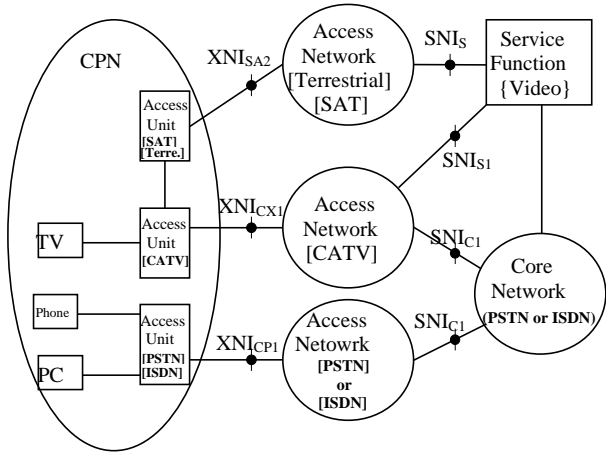 CPN
XNI_SA2
Access
Network
[Terrestrial]
[SAT]
SNI_S
Service
Function
{Video}
Access
Unit
[SAT]
[Terre.]
SNI_S1
TV
Access
Unit
[CATV]
XNI_CX1
Access
Network
[CATV]
SNI_C1
Core
Network
(PSTN or ISDN)
Phone
PC
Access
Unit
[PSTN]
[ISDN]
XNI_CP1
Access
Netowrk
[PSTN]
or
[ISDN]
SNI_C1